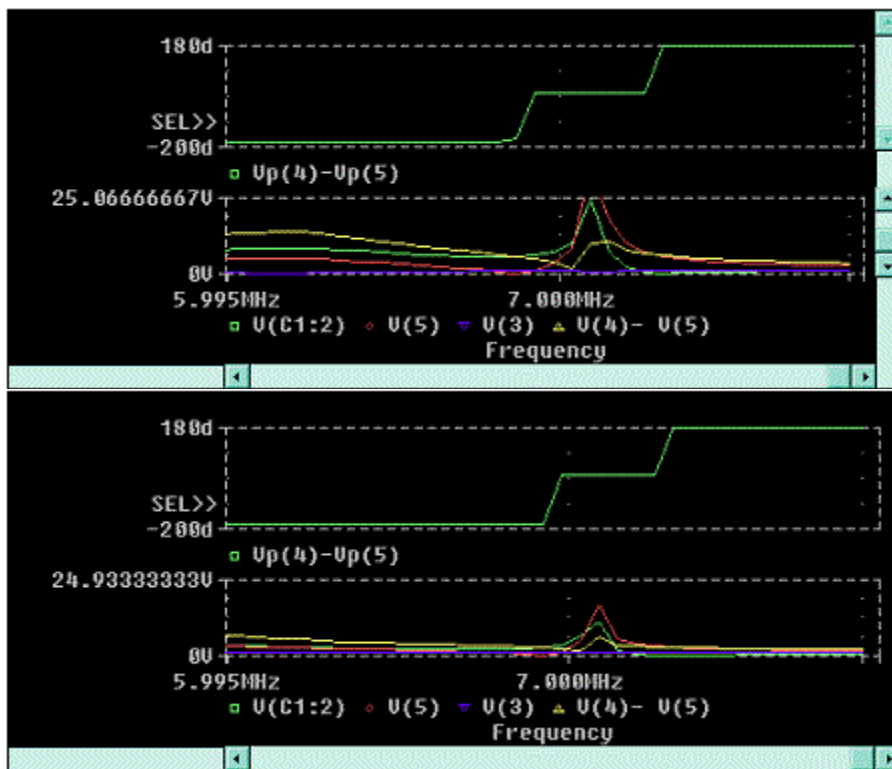 180d
SEL>>
-200d
Vp(4)-Vp(5)
25.06666667V
0V
5.995MHz 7.000MHz
V(C1:2) V(5) V(3) V(4)- V(5)
Frequency
180d
SEL>>
-200d
Vp(4)-Vp(5)
24.93333333V
0V
5.995MHz 7.000MHz
V(C1:2) V(5) V(3) V(4)- V(5)
Frequency